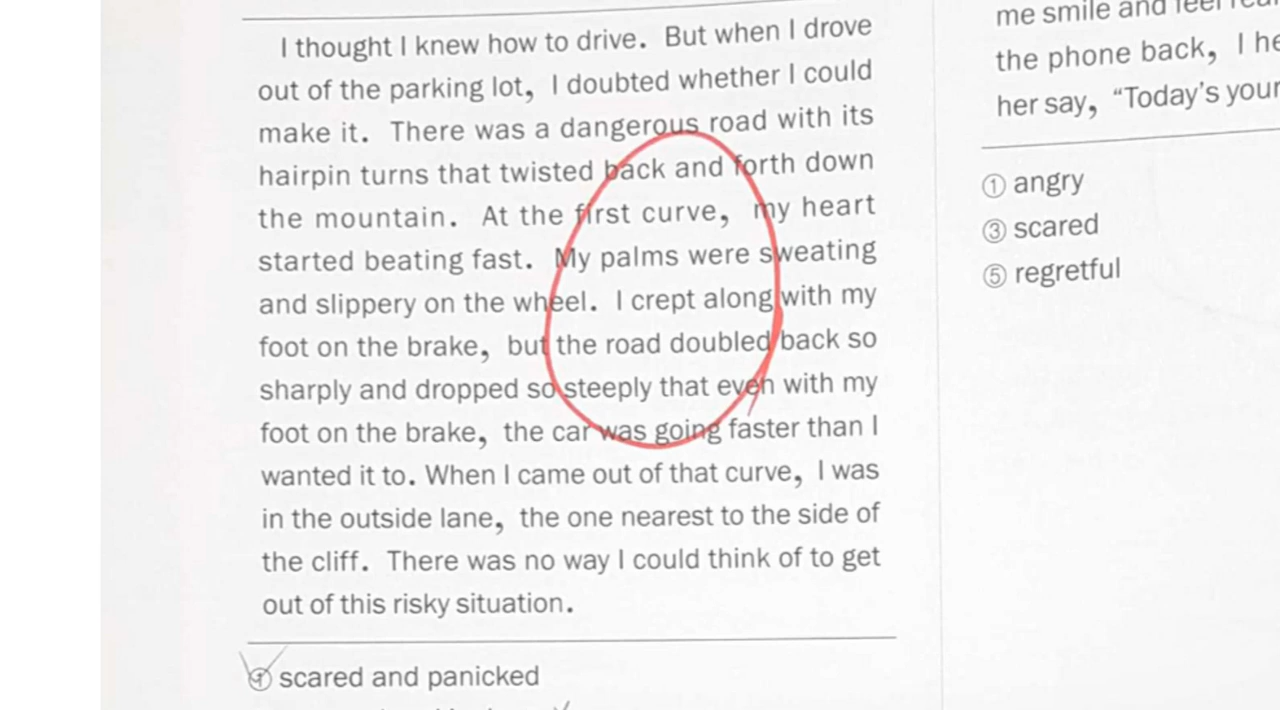 I thought I knew how to drive. But when I drove
out of the parking lot, I doubted whether I could
make it. There was a dangerous road with its
hairpin turns that twisted back and forth down
the mountain. At the first curve, my heart
started beating fast. My palms were sweating
and slippery on the wheel. I crept along with my
foot on the brake, but the road doubled back so
sharply and dropped so steeply that even with my
foot on the brake, the car was going faster than I
wanted it to. When I came out of that curve, I was
in the outside lane, the one nearest to the side of
the cliff. There was no way I could think of to get
out of this risky situation.
① scared and panicked
me smile and feel
the phone back, I
her say, “Today’s your
① angry
③ scared
⑤ regretful